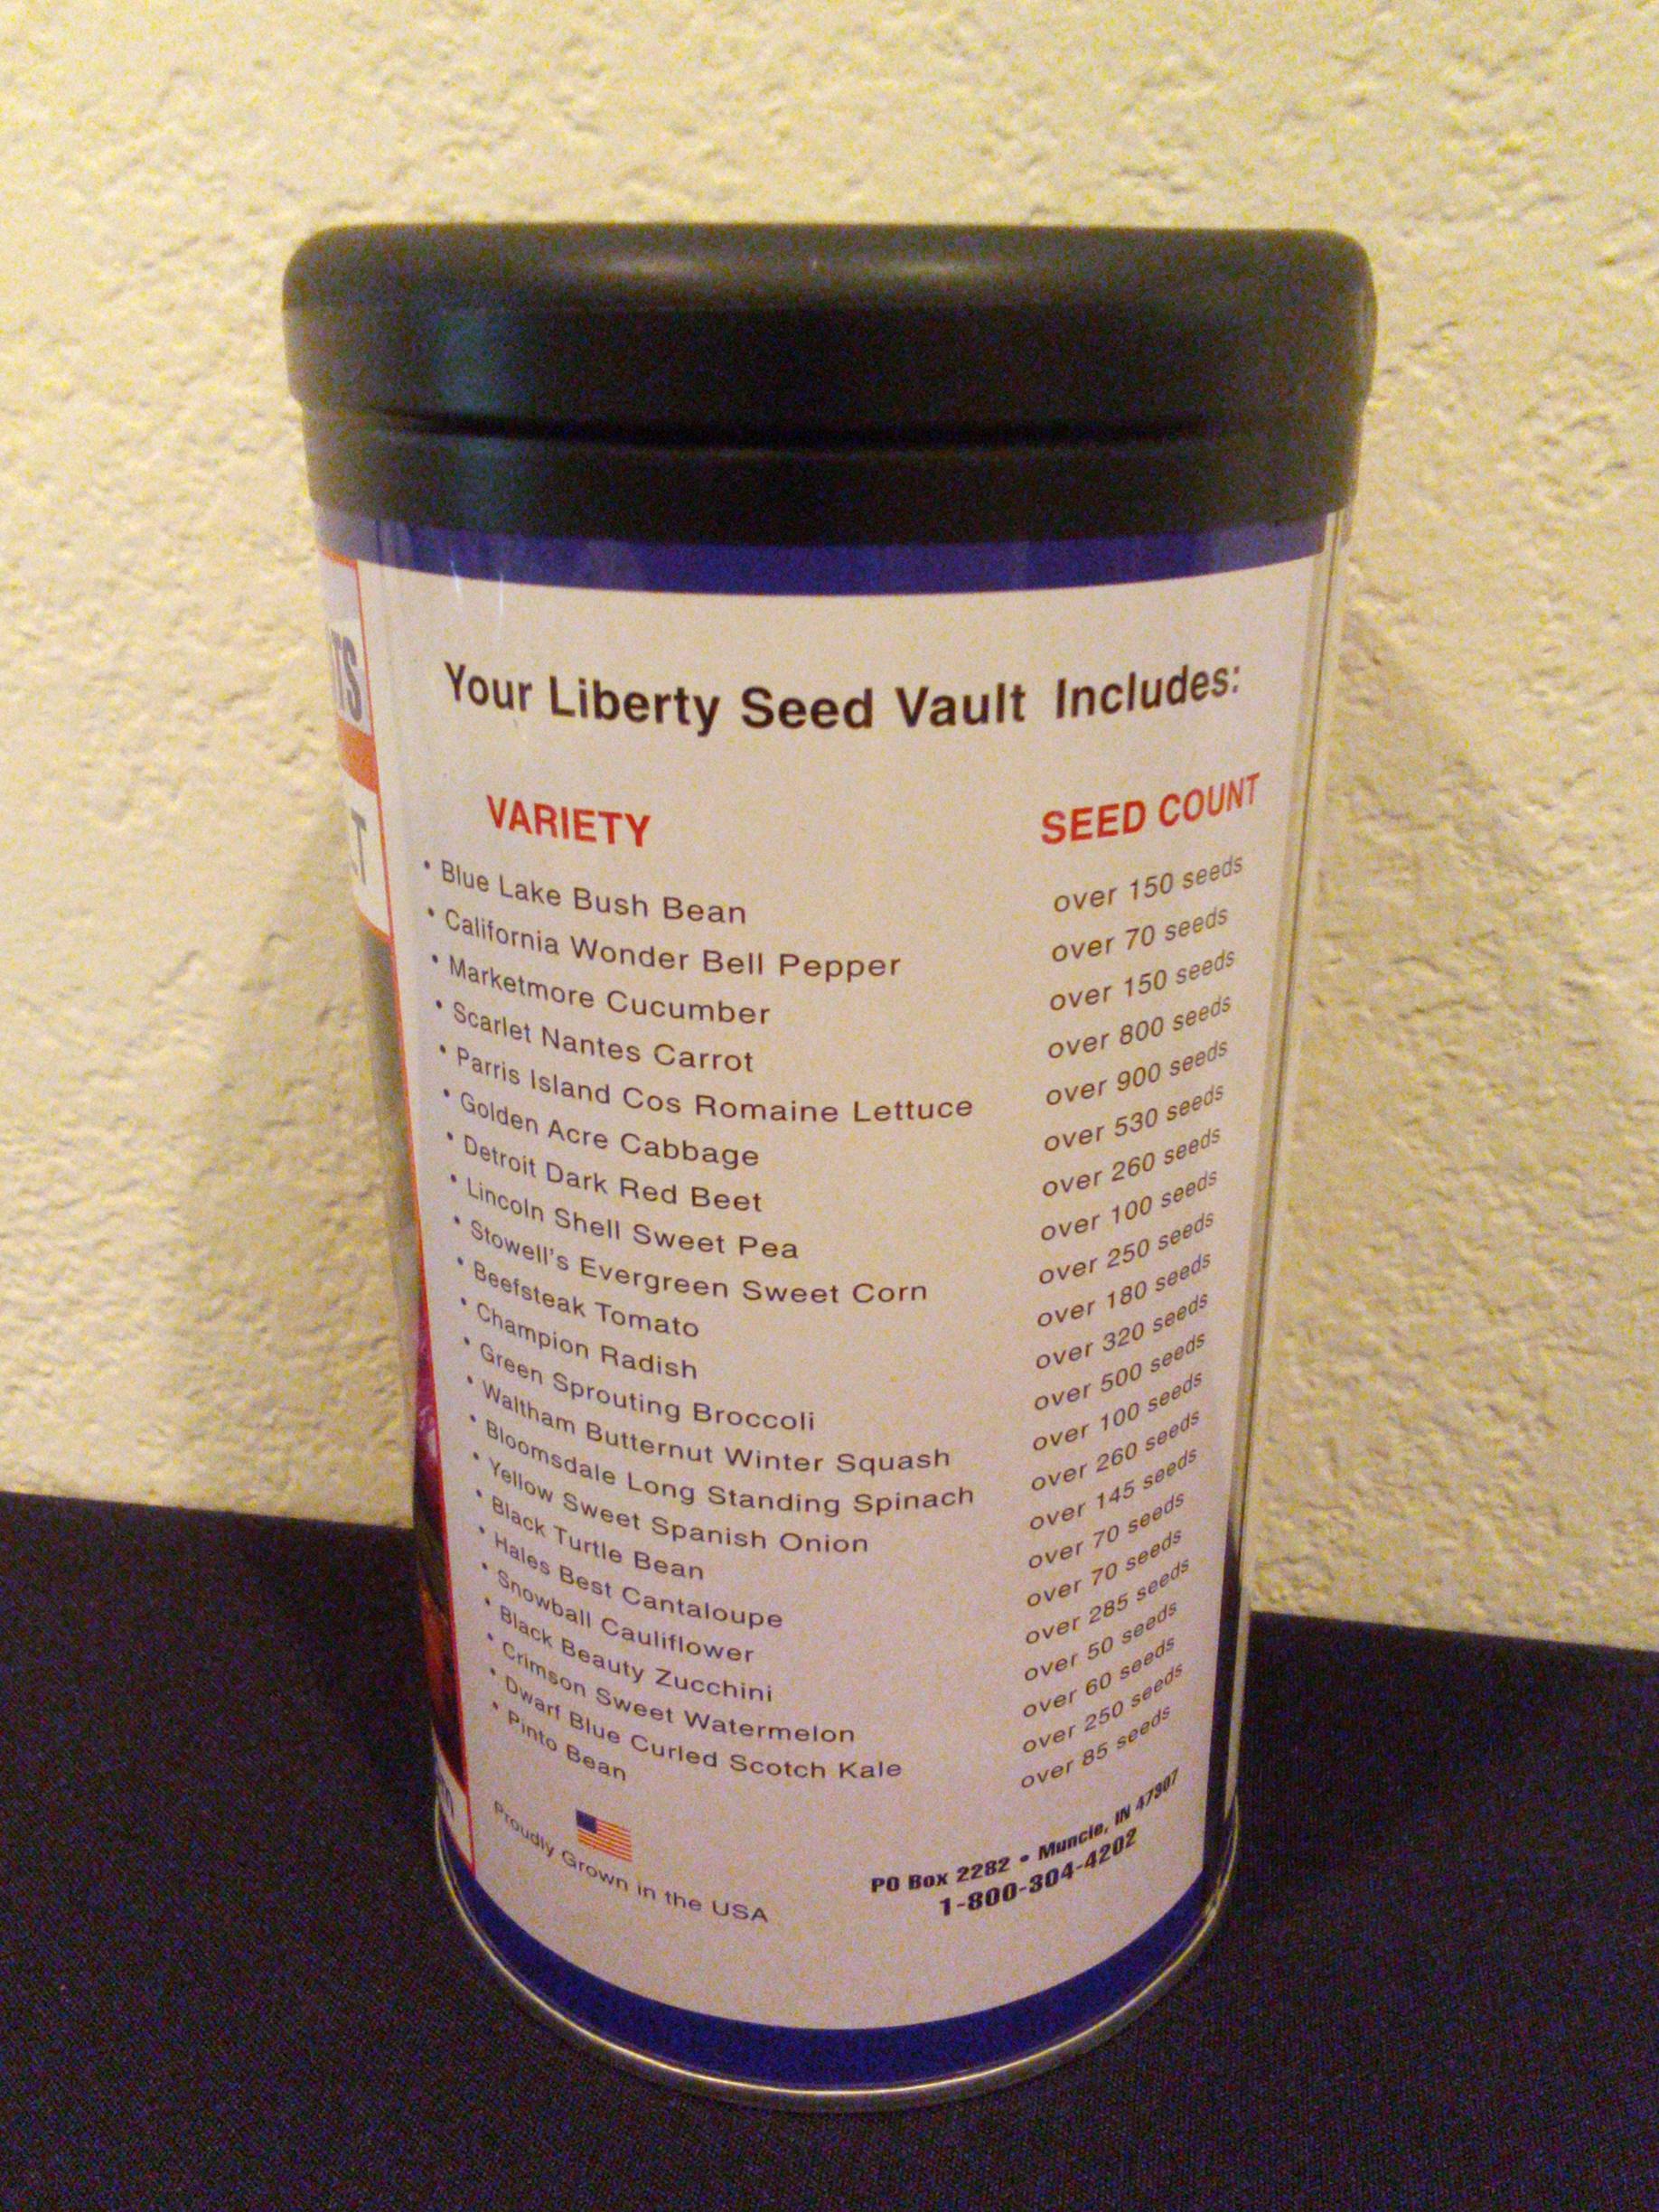 Your Liberty Seed Vault Includes:
VARIETY SEED COUNT
• Blue Lake Bush Bean over 150 seeds
• California Wonder Bell Pepper over 70 seeds
• Marketmore Cucumber over 150 seeds
• Scarlet Nantes Carrot over 800 seeds
• Parris Island Cos Romaine Lettuce over 900 seeds
• Golden Acre Cabbage over 530 seeds
• Detroit Dark Red Beet over 260 seeds
• Lincoln Shell Sweet Pea over 100 seeds
• Stowell's Evergreen Sweet Corn over 250 seeds
• Beefsteak Tomato over 180 seeds
• Champion Radish over 320 seeds
• Green Sprouting Broccoli over 500 seeds
• Waltham Butternut Winter Squash over 100 seeds
• Bloomsdale Long Standing Spinach over 260 seeds
• Yellow Sweet Spanish Onion over 145 seeds
• Black Turtle Bean over 70 seeds
• Hales Best Cantaloupe over 70 seeds
• Snowball Cauliflower over 285 seeds
• Black Beauty Zucchini over 50 seeds
• Crimson Sweet Watermelon over 60 seeds
• Dwarf Blue Curled Scotch Kale over 250 seeds
• Pinto Bean over 85 seeds
Proudly Grown in the USA
PO Box 2282 • Muncie, IN 47307
1-800-304-4202
TS
T